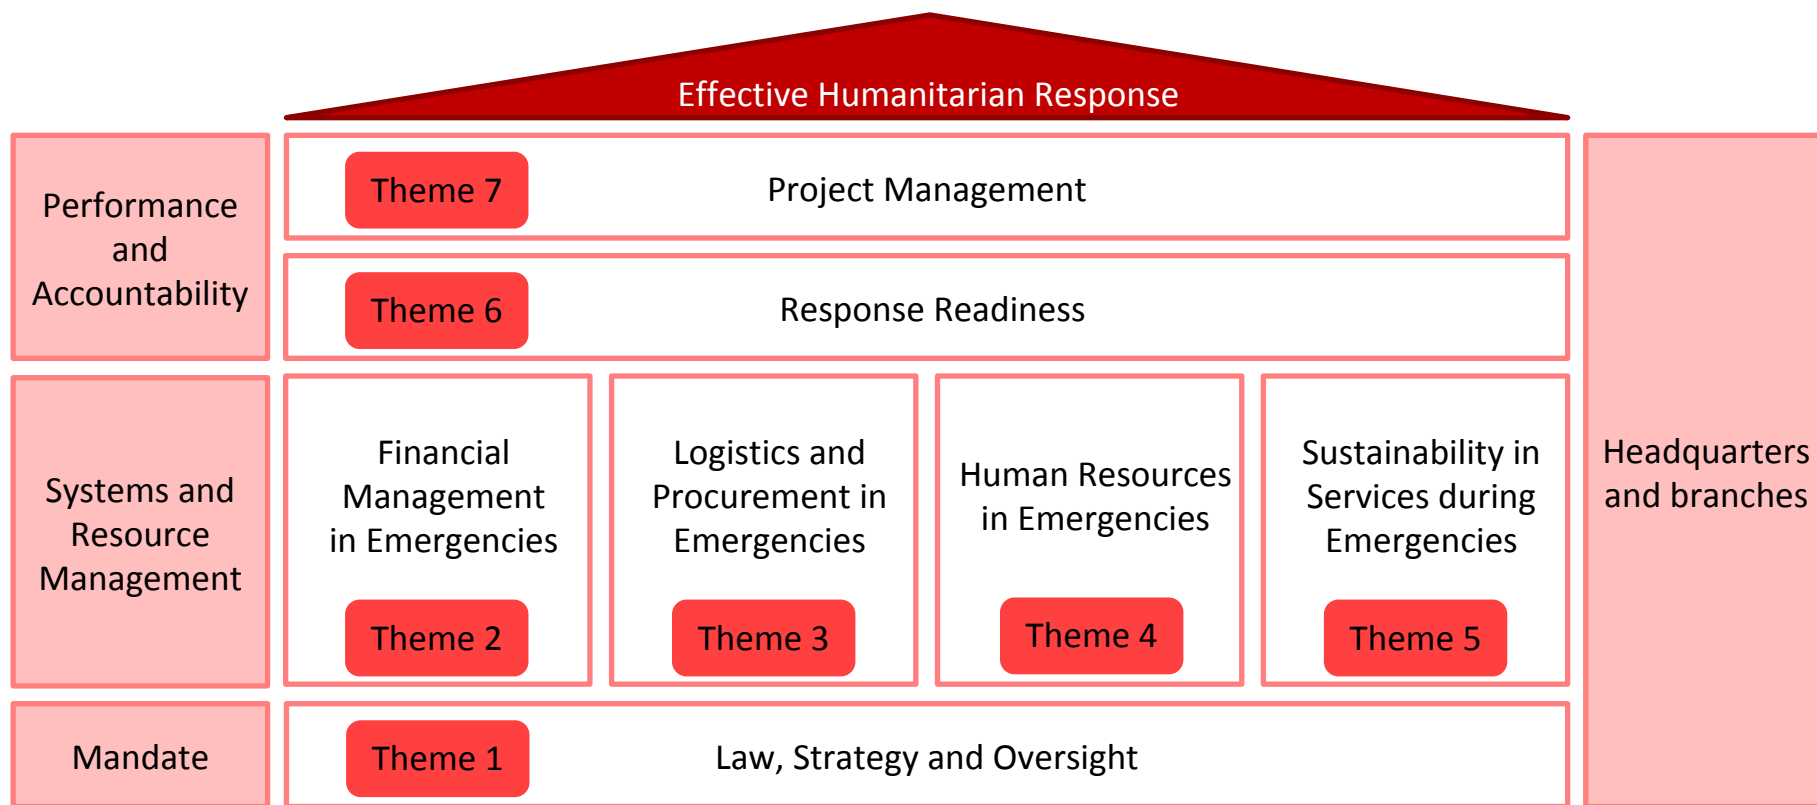 Effective Humanitarian Response
Performance
and
Accountability
Theme 7
Project Management
Theme 6
Response Readiness
Systems and
Resource
Management
Financial
Management
in Emergencies
Theme 2
Logistics and
Procurement in
Emergencies
Theme 3
Human Resources
in Emergencies
Theme 4
Sustainability in
Services during
Emergencies
Theme 5
Headquarters
and branches
Mandate
Theme 1
Law, Strategy and Oversight